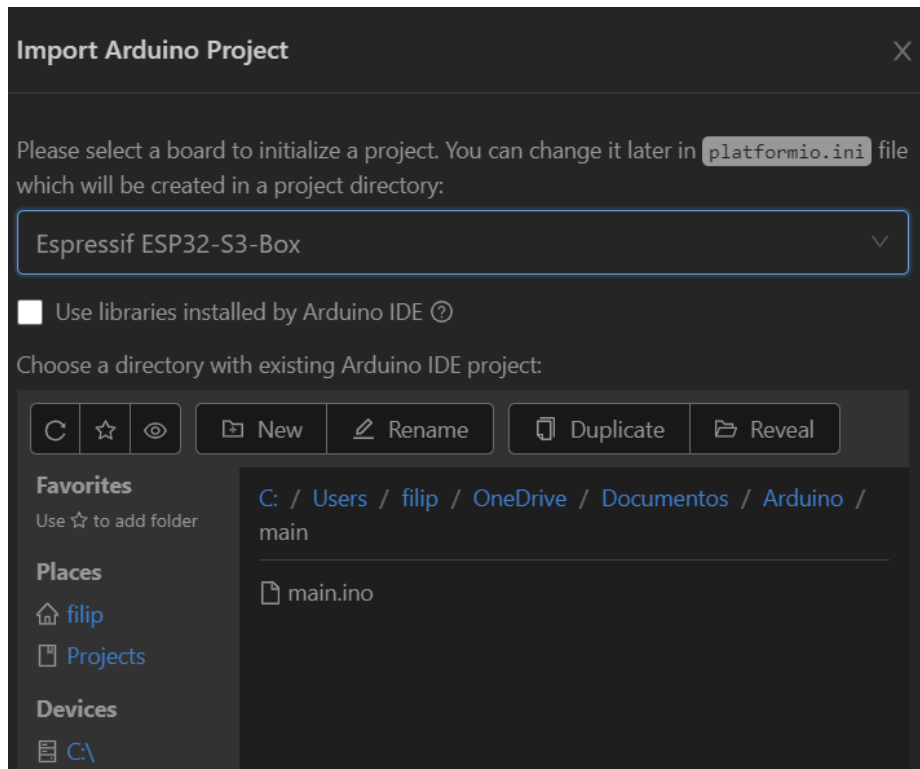 Import Arduino Project
Please select a board to initialize a project. You can change it later in platformio.ini file
which will be created in a project directory:
Espressif ESP32-S3-Box
Use libraries installed by Arduino IDE
Choose a directory with existing Arduino IDE project:
New Rename Duplicate Reveal
Favorites
Use ☆ to add folder
Places
filip
Projects
Devices
C:\
C: / Users / filip / OneDrive / Documentos / Arduino /
main
main.ino